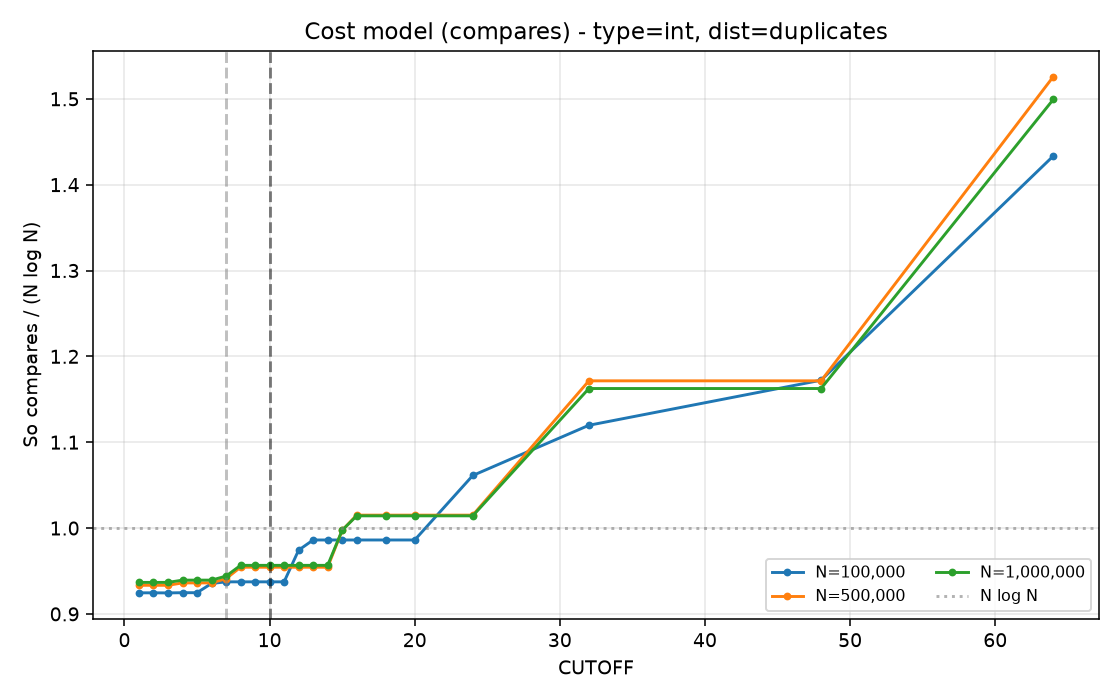 Cost model (compares) - type=int, dist=duplicates
So compares / (N log N)
1.5
1.4
1.3
1.2
1.1
1.0
0.9
0 10 20 30 40 50 60
CUTOFF
N=100,000 N=1,000,000
N=500,000 N log N